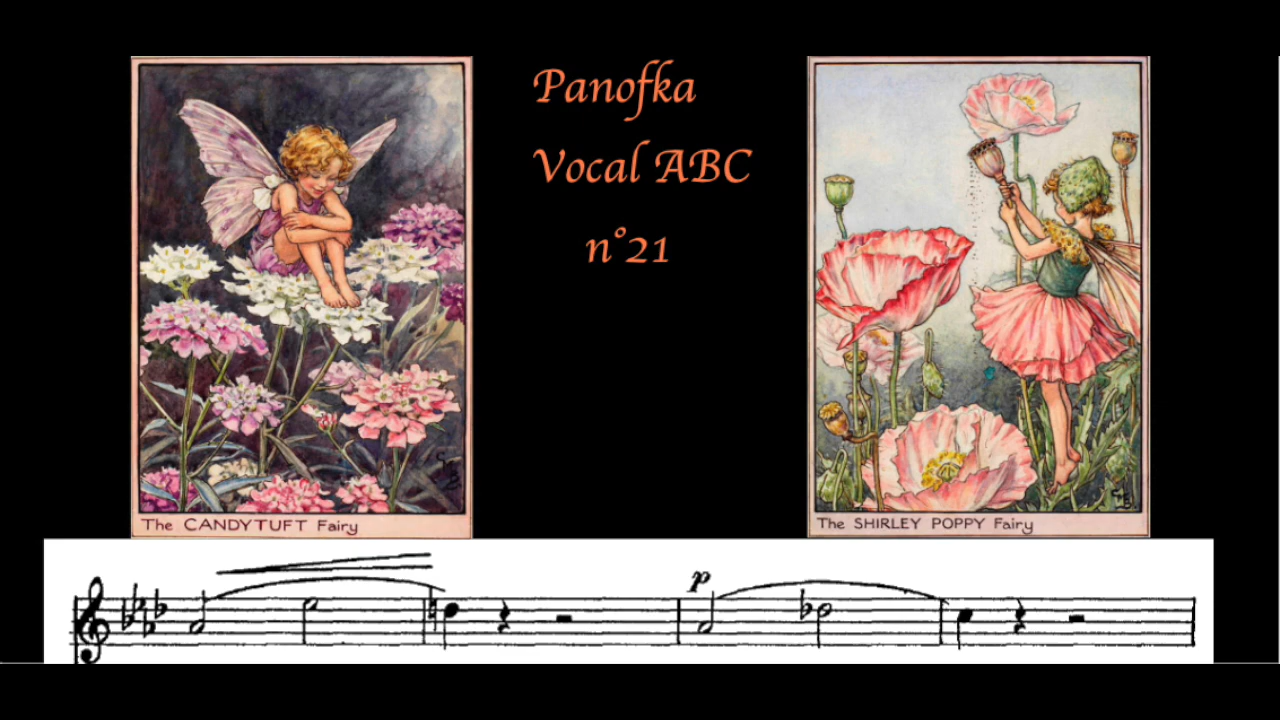 Panofka
Vocal ABC
n°21
The CANDYTUFT Fairy
The SHIRLEY POPPY Fairy
p